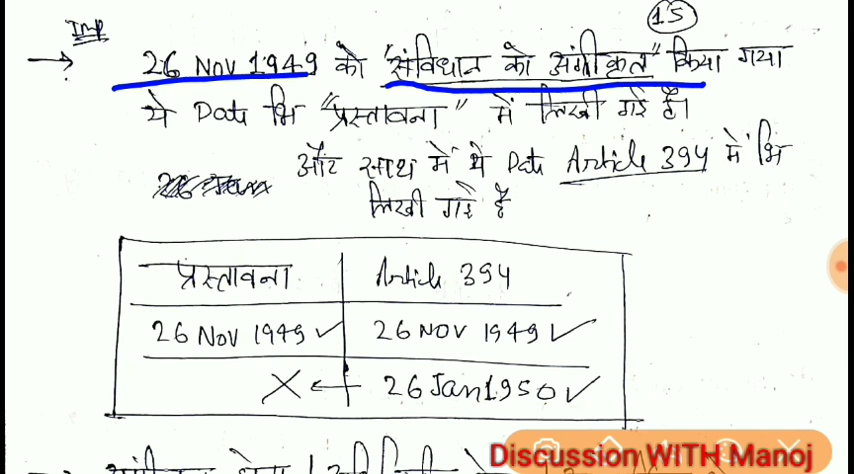 Imp
15
→ 26 Nov 1949 को "संविधान को अंगीकृत" किया गया
ये Date भि "प्रस्तावना" में लिखी गई है।
और साथ में ये Date Article 394 में भि
लिखी गई है
प्रस्तावना | Article 394
26 Nov 1949 ✓ | 26 NOV 1949 ✓
X ← 26 Jan 1950 ✓
Discussion WITH Manoj